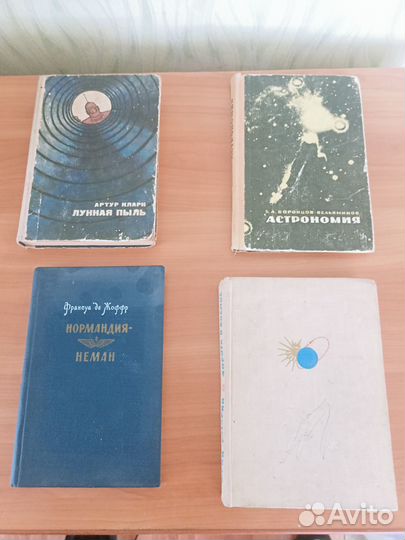 АРТУР КЛАРК
ЛУННАЯ ПЫЛЬ
Б.А. ВОРОНЦОВ-ВЕЛЬЯМИНОВ
АСТРОНОМИЯ
Франсуа де Жоффр
НОРМАНДИЯ-
НЕМАН
Avito